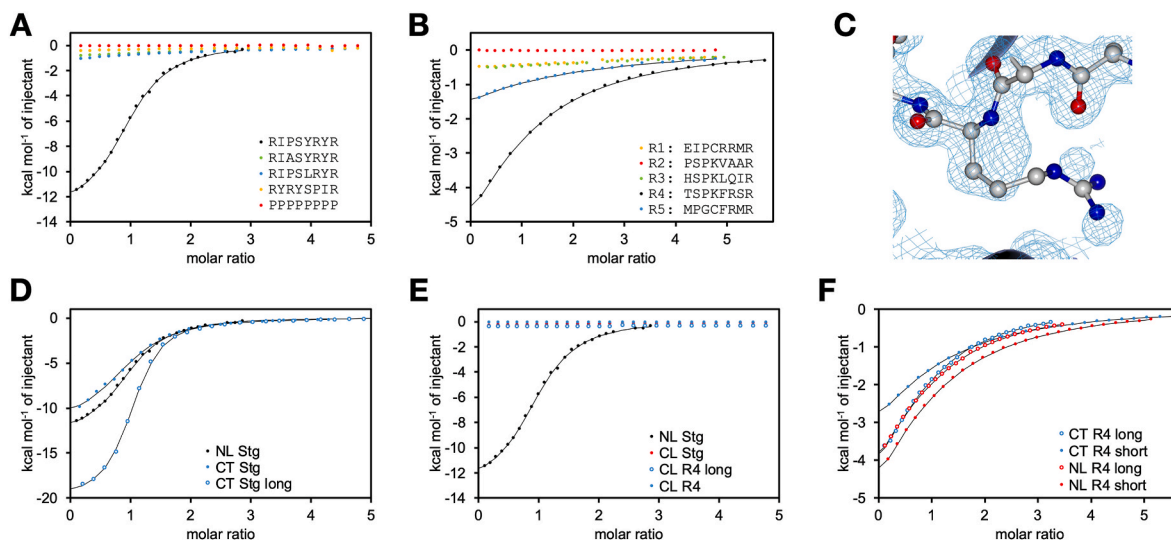 A
B
C
0
-2
-4
-6
-8
-10
-12
-14
kcal mol⁻¹ of injectant
RIPSYRYR
RIASYRYR
RIPSLRYR
RYRYSPIR
PPPPPPPP
0 1 2 3 4 5
molar ratio
0
-1
-2
-3
-4
-5
kcal mol⁻¹ of injectant
R1: EIPCRRMR
R2: PSPKVAAR
R3: HSPKLQIR
R4: TSPKFRSR
R5: MPGCFRMR
0 1 2 3 4 5
molar ratio
D
E
F
0
-5
-10
-15
-20
kcal mol⁻¹ of injectant
NL Stg
CT Stg
CT Stg long
0 1 2 3 4 5
molar ratio
0
-2
-4
-6
-8
-10
-12
-14
kcal mol⁻¹ of injectant
NL Stg
CL Stg
CL R4 long
CL R4
0 1 2 3 4 5
molar ratio
0
-1
-2
-3
-4
-5
kcal mol⁻¹ of injectant
CT R4 long
CT R4 short
NL R4 long
NL R4 short
0 1 2 3 4 5
molar ratio